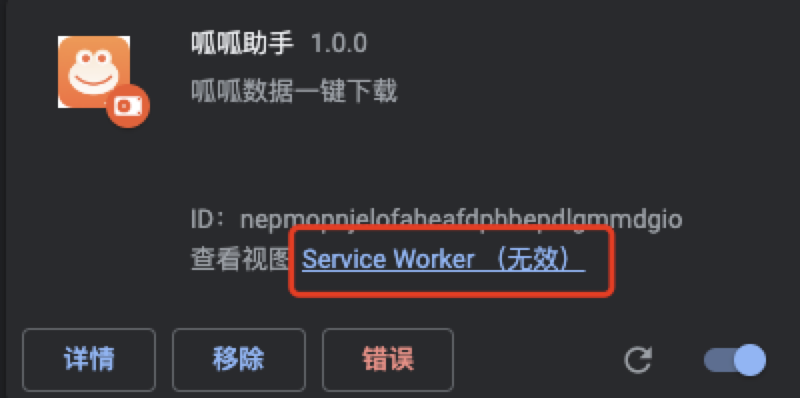 呱呱助手 1.0.0
呱呱数据一键下载
ID： nepmopnjelofaheafdphhepdlgmmdgio
查看视图 Service Worker （无效）
详情 移除 错误